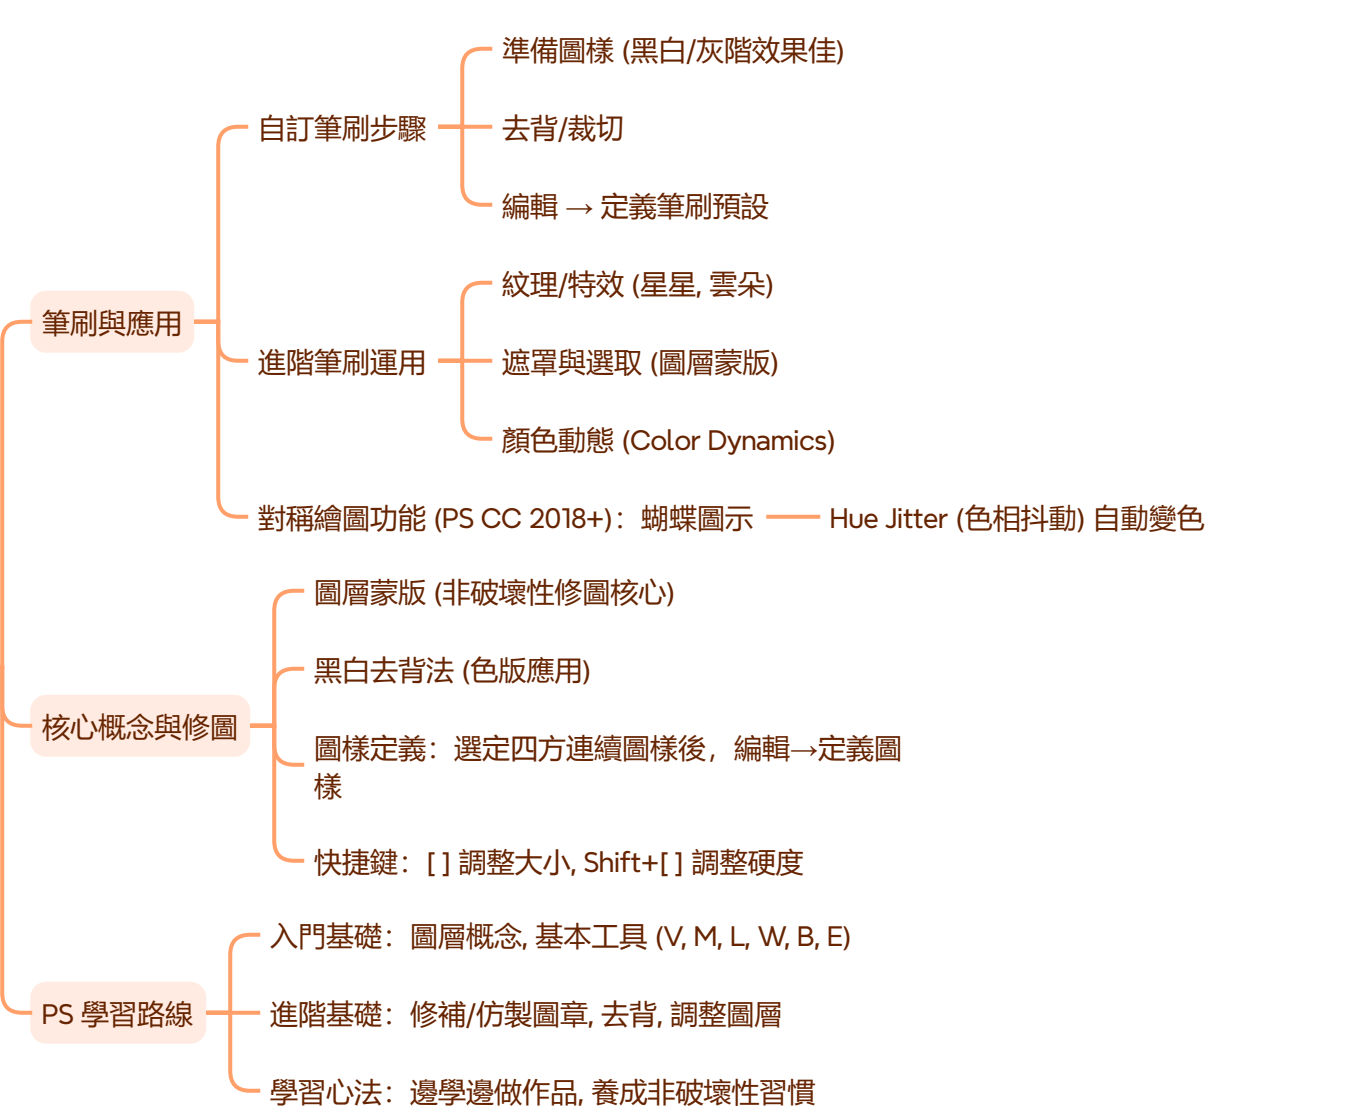 筆刷與應用
自訂筆刷步驟
準備圖樣 (黑白/灰階效果佳)
去背/裁切
編輯 → 定義筆刷預設
進階筆刷運用
紋理/特效 (星星, 雲朵)
遮罩與選取 (圖層蒙版)
顏色動態 (Color Dynamics)
對稱繪圖功能 (PS CC 2018+)：蝴蝶圖示
Hue Jitter (色相抖動) 自動變色
核心概念與修圖
圖層蒙版 (非破壞性修圖核心)
黑白去背法 (色版應用)
圖樣定義：選定四方連續圖樣後，編輯→定義圖
樣
快捷鍵：[ ] 調整大小, Shift+[ ] 調整硬度
PS 學習路線
入門基礎：圖層概念, 基本工具 (V, M, L, W, B, E)
進階基礎：修補/仿製圖章, 去背, 調整圖層
學習心法：邊學邊做作品, 養成非破壞性習慣